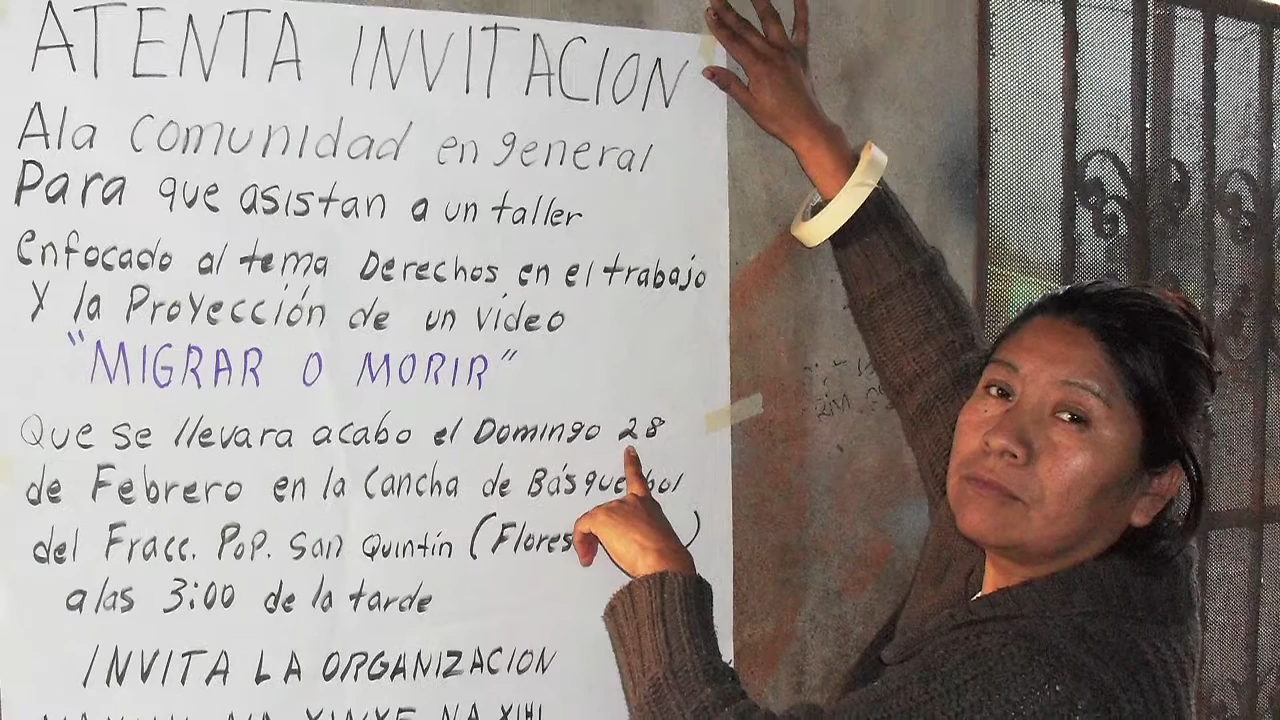 ATENTA INVITACION
Ala comunidad en general
Para que asistan a un taller
enfocado al tema Derechos en el trabajo
Y la Proyección de un video
"MIGRAR O MORIR"
Que se llevara acabo el Domingo 28
de Febrero en la Cancha de
del Fracc. Pop. San Quintín (Flores )
a las 3:00 de la tarde
INVITA LA ORGANIZACION